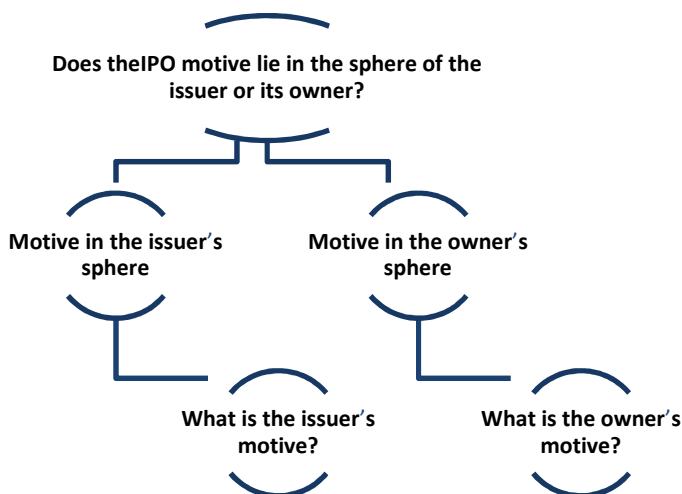 Does theIPO motive lie in the sphere of the
issuer or its owner?
Motive in the issuer’s
sphere
Motive in the owner’s
sphere
What is the issuer’s
motive?
What is the owner’s
motive?